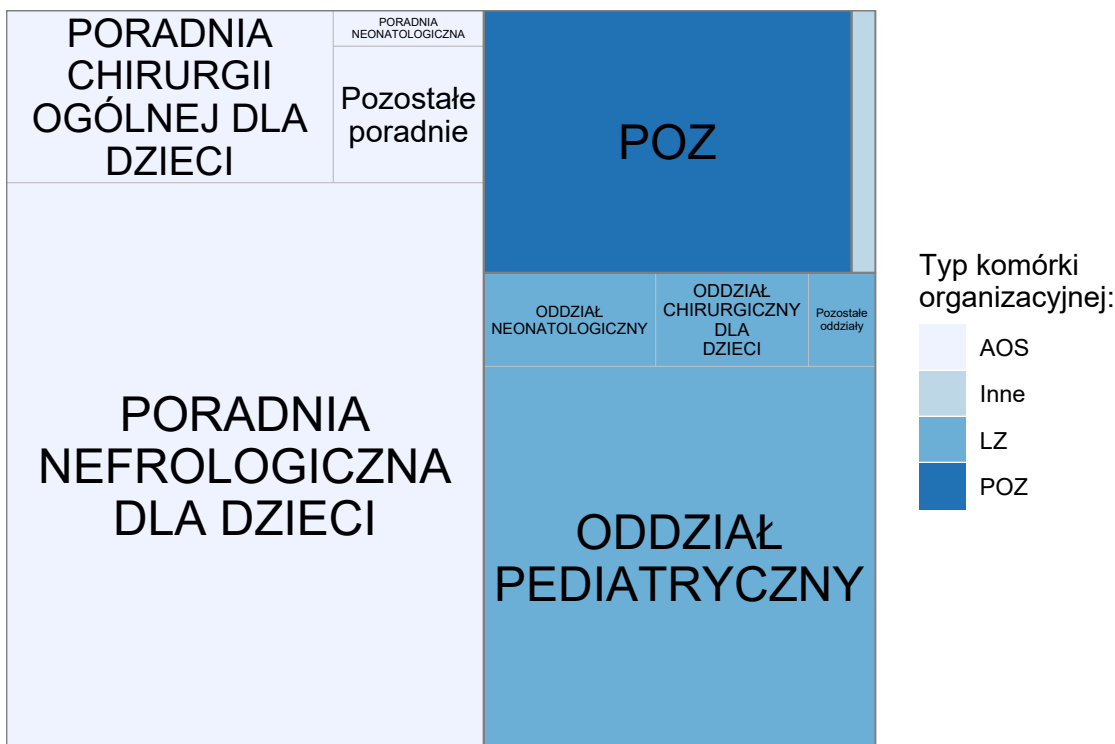 PORADNIA
CHIRURGII
OGÓLNEJ DLA
DZIECI
PORADNIA
NEONATOLOGICZNA
Pozostałe
poradnie
PORADNIA
NEFROLOGICZNA
DLA DZIECI
POZ
ODDZIAŁ
NEONATOLOGICZNY
ODDZIAŁ
CHIRURGICZNY
DLA
DZIECI
Pozostałe
oddziały
ODDZIAŁ
PEDIATRYCZNY
Typ komórki
organizacyjnej:
AOS
Inne
LZ
POZ